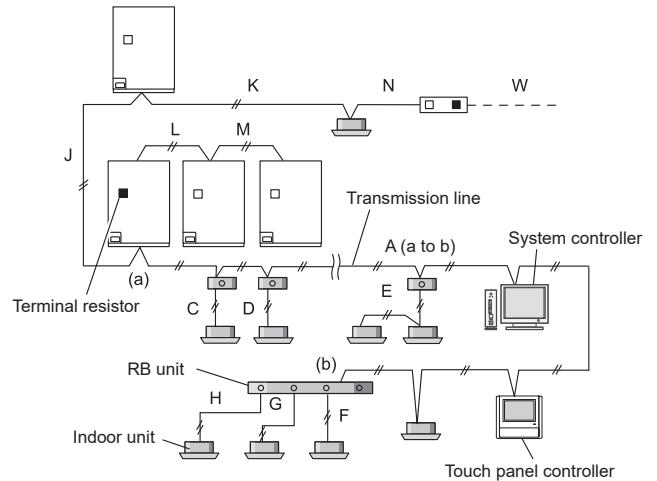 K
N
W
L
M
J
Transmission line
A (a to b)
System controller
(a)
Terminal resistor
C
D
E
(b)
RB unit
H
G
F
Indoor unit
Touch panel controller